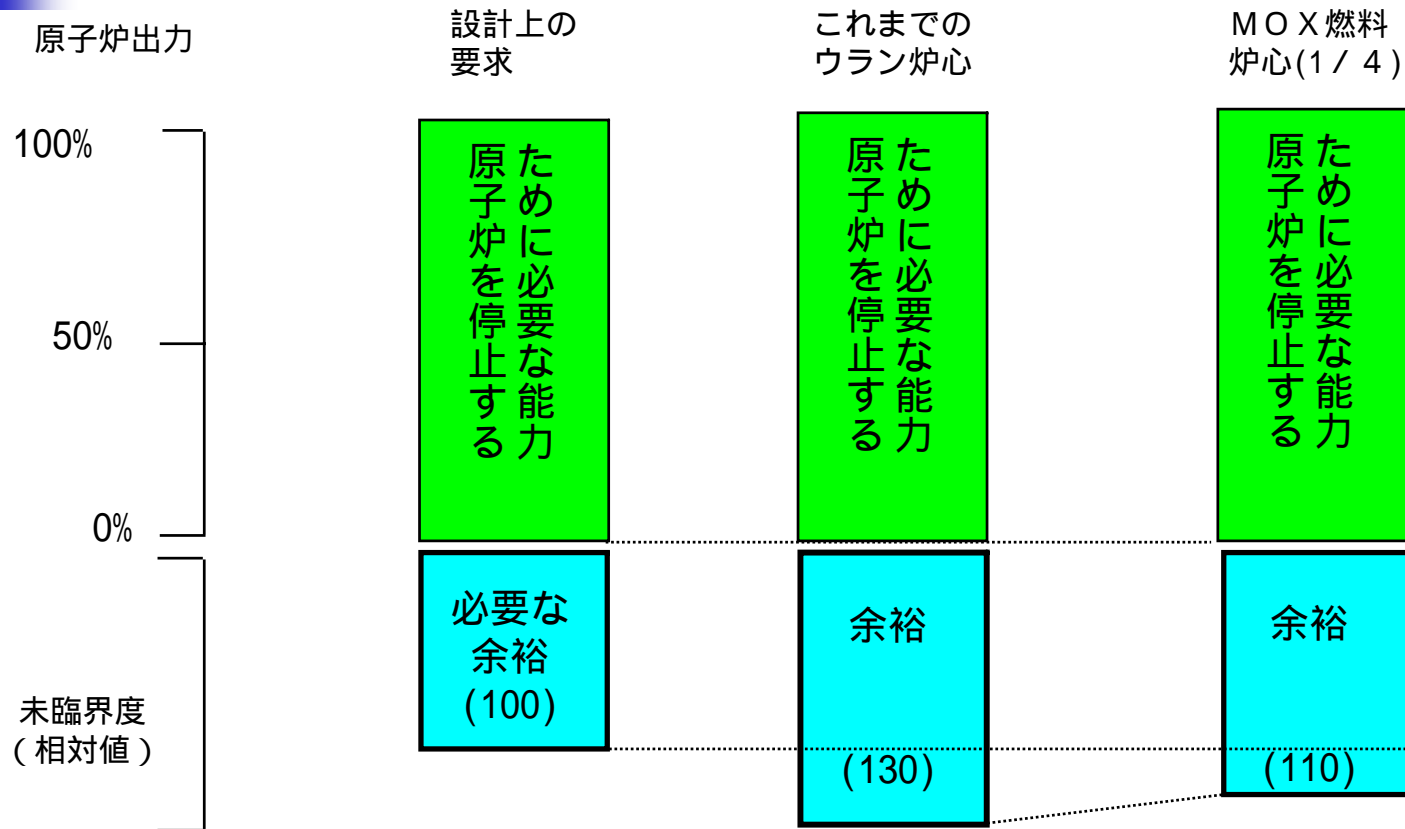 原子炉出力
設計上の
要求
これまでの
ウラン炉心
ＭＯＸ燃料
炉心(1／４)
100%
50%
0%
原子炉を停止する
ために必要な能力
原子炉を停止する
ために必要な能力
原子炉を停止する
ために必要な能力
未臨界度
（相対値）
必要な
余裕
(100)
余裕
(130)
余裕
(110)